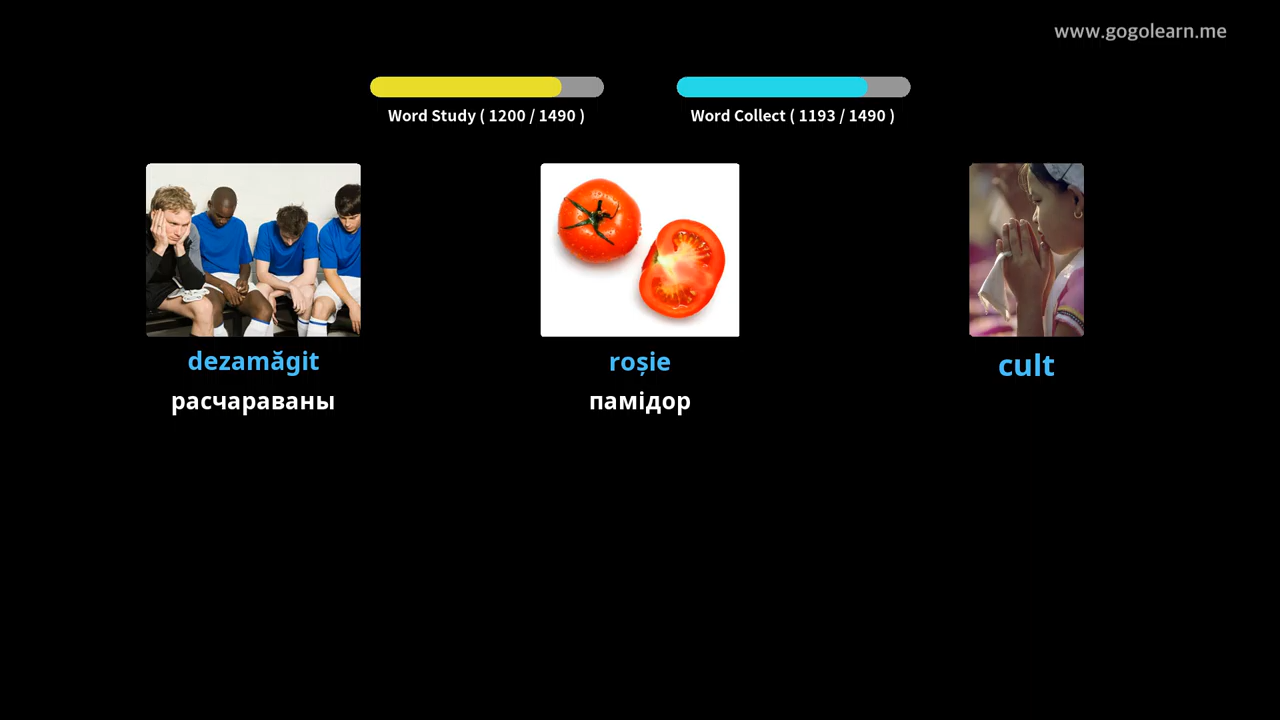 www.gogolearn.me
Word Study ( 1200 / 1490 )
Word Collect ( 1193 / 1490 )
dezamăgit
roșie
cult
расчараваны
памідор